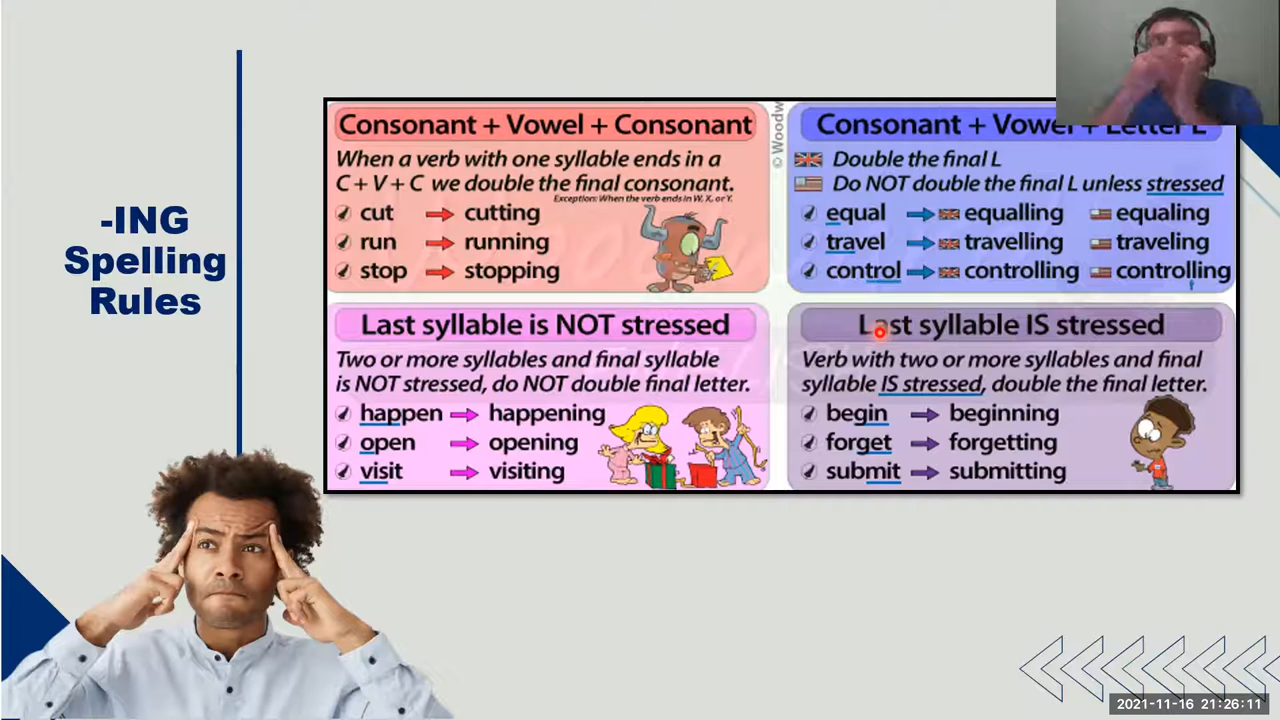 -ING
Spelling
Rules
Consonant + Vowel + Consonant
When a verb with one syllable ends in a
C + V + C we double the final consonant.
Exception: When the verb ends in W, X, or Y.
cut cutting
run running
stop stopping
© Woodw
Consonant + Vowel + Letter L
Double the final L
Do NOT double the final L unless stressed
equal equalling equaling
travel travelling traveling
control controlling controlling
Last syllable is NOT stressed
Two or more syllables and final syllable
is NOT stressed, do NOT double final letter.
happen happening
open opening
visit visiting
Last syllable IS stressed
Verb with two or more syllables and final
syllable IS stressed, double the final letter.
begin beginning
forget forgetting
submit submitting
2021-11-16 21:26:11